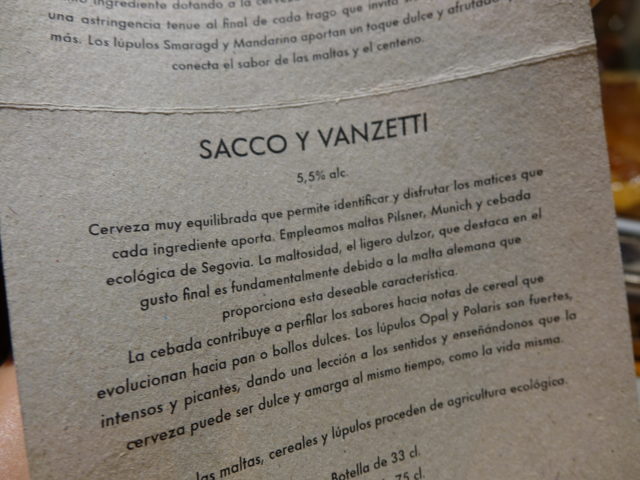 ingrediente dotando a la
una astringencia tenue al final de cada trago que invita
más. Los lúpulos Smaragd y Mandarina aportan un toque dulce y afrutado
conecta el sabor de las maltas y el centeno.
SACCO Y VANZETTI
5,5% alc.
Cerveza muy equilibrada que permite identificar y disfrutar los matices que
cada ingrediente aporta. Empleamos maltas Pilsner, Munich y cebada
ecológica de Segovia. La maltosidad, el ligero dulzor, que destaca en el
gusto final es fundamentalmente debido a la malta alemana que
proporciona esta deseable característica.
La cebada contribuye a perfilar los sabores hacia notas de cereal que
evolucionan hacia pan o bollos dulces. Los lúpulos Opal y Polaris son fuertes,
intensos y picantes, dando una lección a los sentidos y enseñándonos que la
cerveza puede ser dulce y amarga al mismo tiempo, como la vida misma.
las maltas, cereales y lúpulos proceden de agricultura ecológica.
Botella de 33 cl.
75 cl.